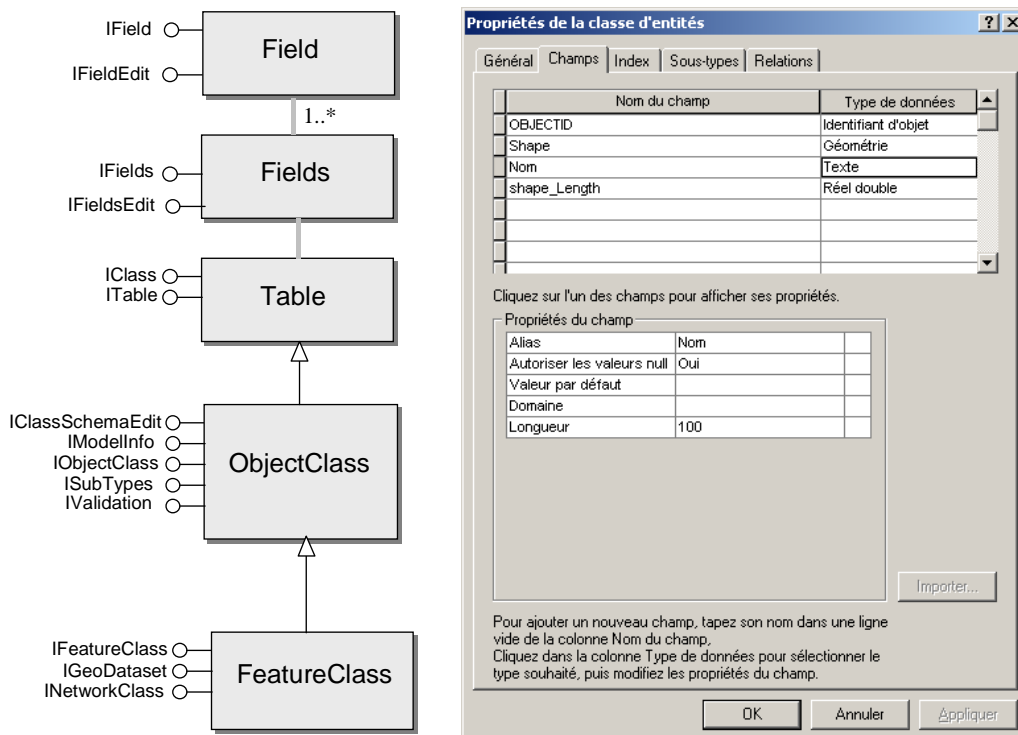 IField
IFieldEdit
Field
1..*
IFields
IFieldsEdit
Fields
IClass
ITable
Table
IClassSchemaEdit
IModelInfo
IObjectClass
ISubTypes
IValidation
ObjectClass
IFeatureClass
IGeoDataset
INetworkClass
FeatureClass
Propriétés de la classe d'entités
Général Champs Index Sous-types Relations
Nom du champ Type de données
OBJECTID Identifiant d'objet
Shape Géométrie
Nom Texte
shape_Length Réel double
Cliquez sur l'un des champs pour afficher ses propriétés.
Propriétés du champ
Alias Nom
Autoriser les valeurs null Oui
Valeur par défaut
Domaine
Longueur 100
Importer...
Pour ajouter un nouveau champ, tapez son nom dans une ligne
vide de la colonne Nom du champ,
Cliquez dans la colonne Type de données pour sélectionner le
type souhaité, puis modifiez les propriétés du champ.
OK Annuler Appliquer